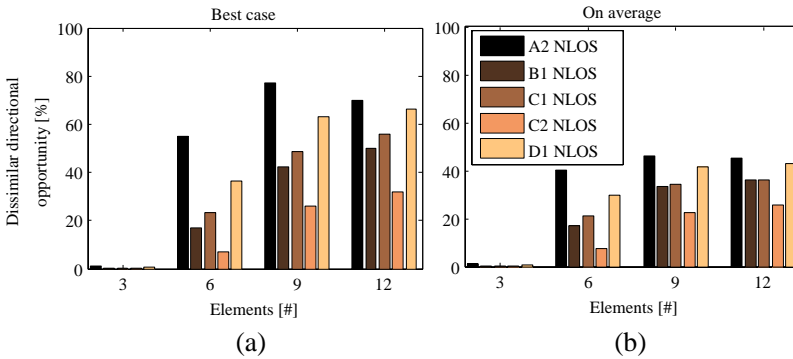 Best case
On average
Dissimilar directional
opportunity [%]
100
80
60
40
20
0
3
6
9
12
Elements [#]
(a)
100
80
60
40
20
0
A2 NLOS
B1 NLOS
C1 NLOS
C2 NLOS
D1 NLOS
3
6
9
12
Elements [#]
(b)